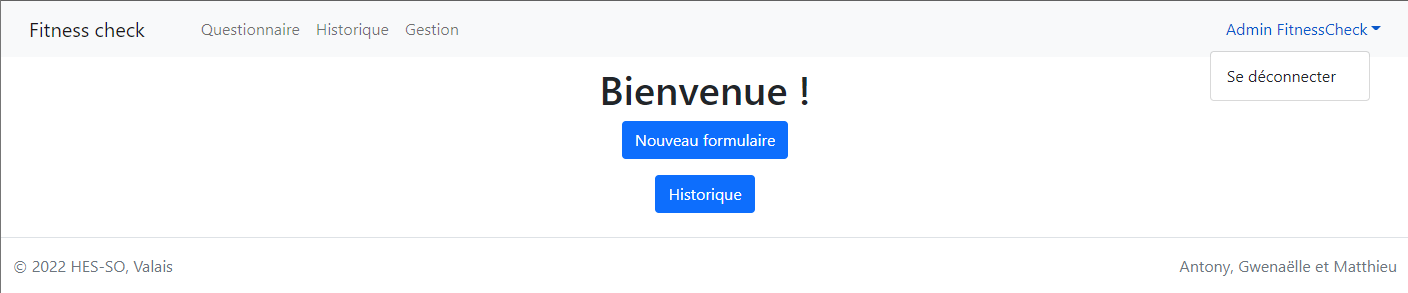 Fitness check Questionnaire Historique Gestion Admin FitnessCheck
Se déconnecter
Bienvenue !
Nouveau formulaire
Historique
© 2022 HES-SO, Valais Antony, Gwenaëlle et Matthieu